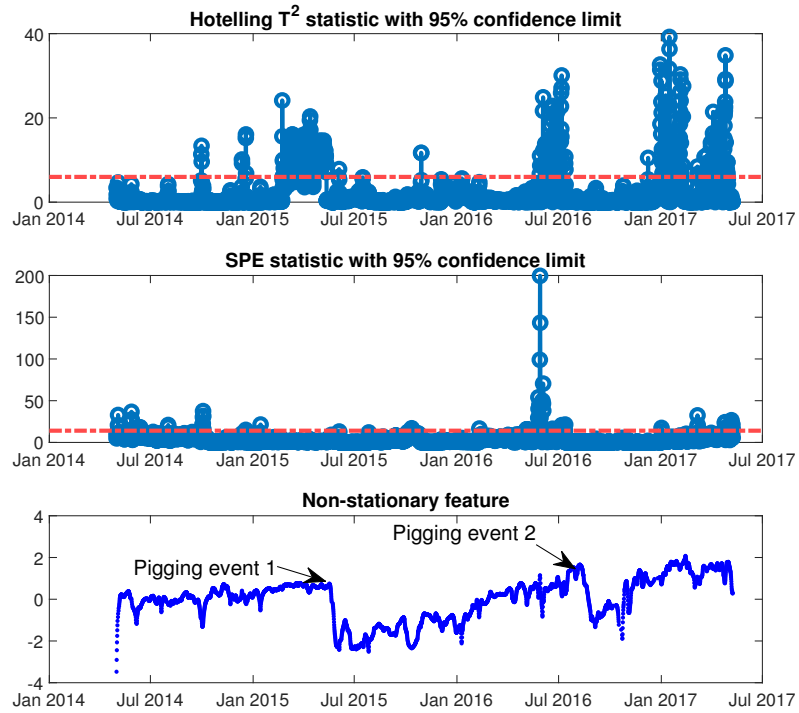 Hotelling T2 statistic with 95% confidence limit
40
20
0
Jan 2014 Jul 2014 Jan 2015 Jul 2015 Jan 2016 Jul 2016 Jan 2017 Jul 2017
SPE statistic with 95% confidence limit
200
150
100
50
0
Jan 2014 Jul 2014 Jan 2015 Jul 2015 Jan 2016 Jul 2016 Jan 2017 Jul 2017
Non-stationary feature
4
Pigging event 2
2
Pigging event 1
0
-2
-4
Jan 2014 Jul 2014 Jan 2015 Jul 2015 Jan 2016 Jul 2016 Jan 2017 Jul 2017